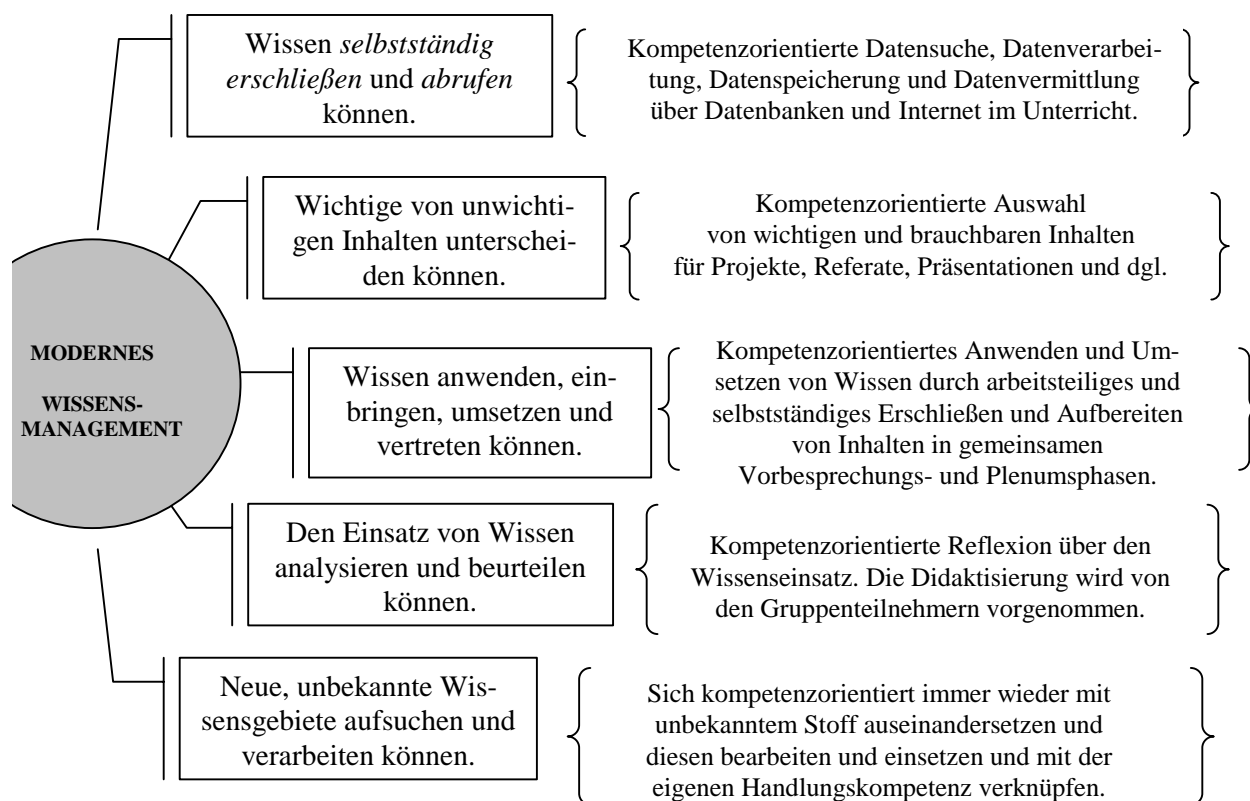 Wissen selbstständig
erschließen und abrufen
können.
Kompetenzorientierte Datensuche, Datenverarbei-
tung, Datenspeicherung und Datenvermittlung
über Datenbanken und Internet im Unterricht.
Wichtige von unwichti-
gen Inhalten unterschei-
den können.
Kompetenzorientierte Auswahl
von wichtigen und brauchbaren Inhalten
für Projekte, Referate, Präsentationen und dgl.
MODERNES
WISSENS-
MANAGEMENT
Wissen anwenden, ein-
bringen, umsetzen und
vertreten können.
Kompetenzorientiertes Anwenden und Um-
setzen von Wissen durch arbeitsteiliges und
selbstständiges Erschließen und Aufbereiten
von Inhalten in gemeinsamen
Vorbesprechungs- und Plenumsphasen.
Den Einsatz von Wissen
analysieren und beurteilen
können.
Kompetenzorientierte Reflexion über den
Wissenseinsatz. Die Didaktisierung wird von
den Gruppenteilnehmern vorgenommen.
Neue, unbekannte Wis-
sensgebiete aufsuchen und
verarbeiten können.
Sich kompetenzorientiert immer wieder mit
unbekanntem Stoff auseinandersetzen und
diesen bearbeiten und einsetzen und mit der
eigenen Handlungskompetenz verknüpfen.